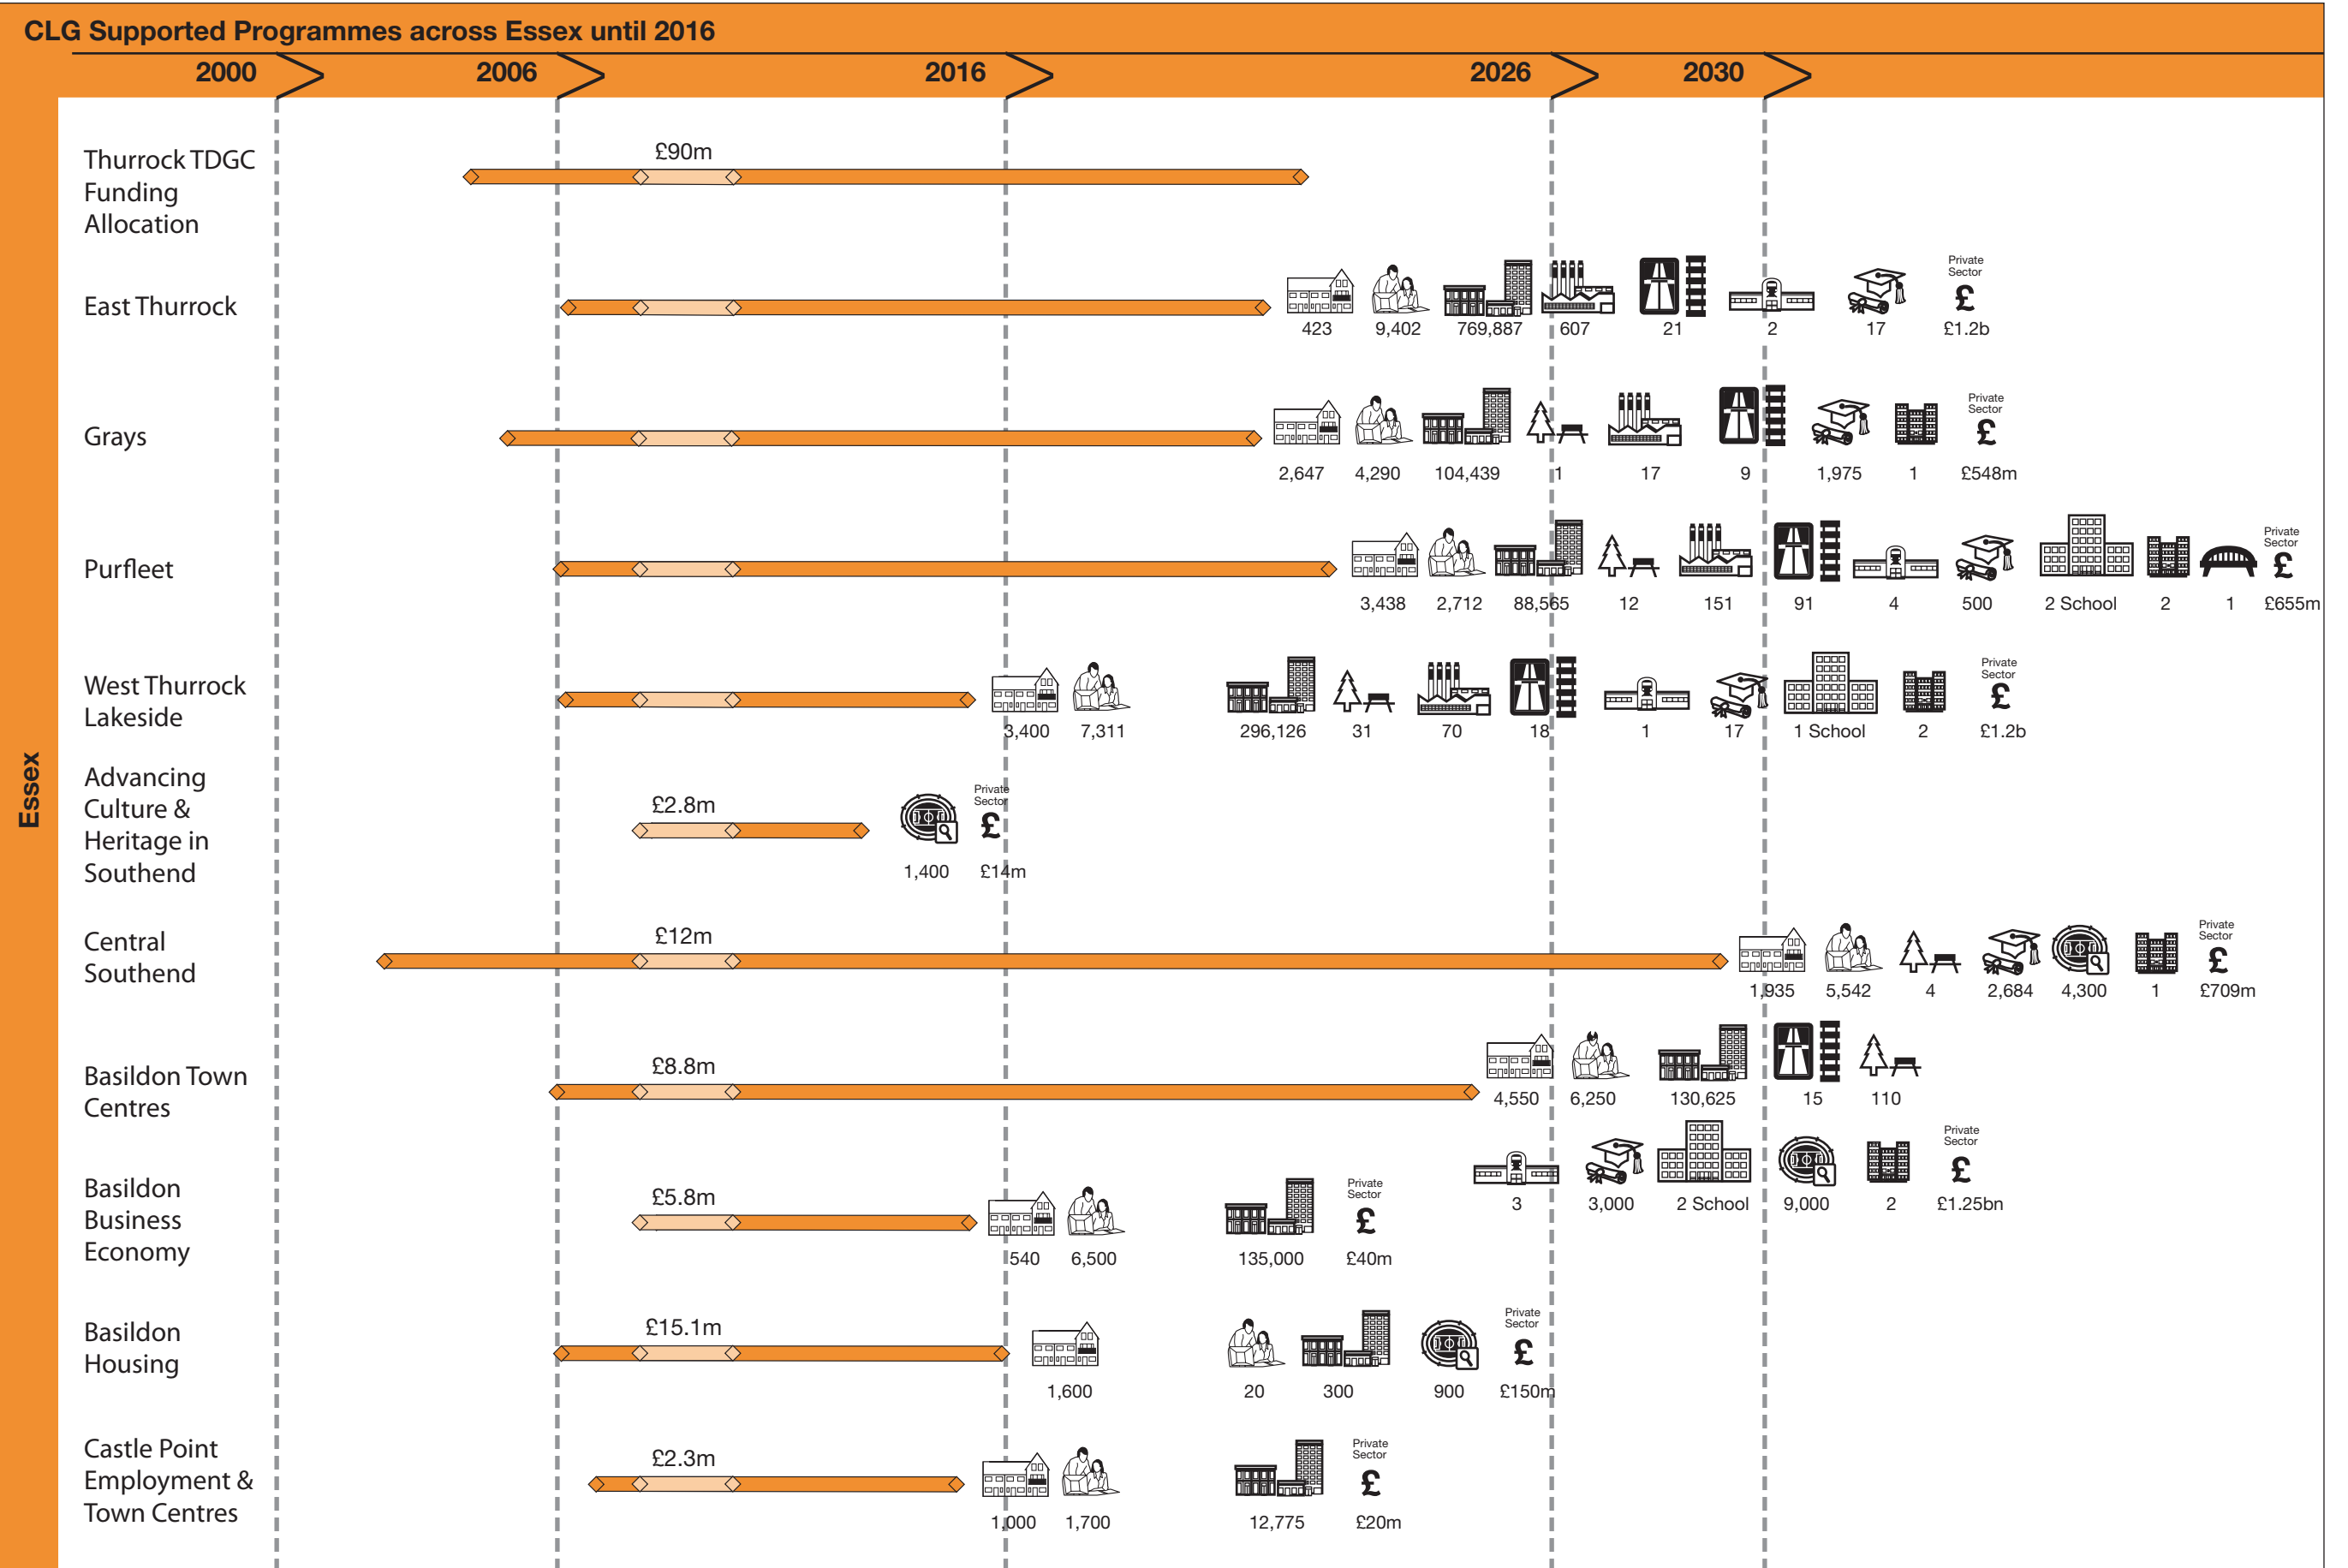 CLG Supported Programmes across Essex until 2016
2000
2006
2016
2026
2030
Essex
Thurrock TDGC
Funding
Allocation
£90m
East Thurrock
Private
Sector
£
423
9,402
769,887
607
21
2
17
£1.2b
Grays
Private
Sector
£
2,647
4,290
104,439
1
17
9
1,975
1
£548m
Purfleet
Private
Sector
£
3,438
2,712
88,565
12
151
91
4
500
2 School
2
1
£655m
West Thurrock
Lakeside
Private
Sector
£
3,400
7,311
296,126
31
70
18
1
17
1 School
2
£1.2b
Advancing
Culture &
Heritage in
Southend
£2.8m
Private
Sector
£
1,400
£14m
Central
Southend
£12m
Private
Sector
£
1,935
5,542
4
2,684
4,300
1
£709m
Basildon Town
Centres
£8.8m
4,550
6,250
130,625
15
110
Private
Sector
£
3
3,000
2 School
9,000
2
£1.25bn
Basildon
Business
Economy
£5.8m
Private
Sector
£
540
6,500
135,000
£40m
Basildon
Housing
£15.1m
Private
Sector
£
1,600
20
300
900
£150m
Castle Point
Employment &
Town Centres
£2.3m
Private
Sector
£
1,000
1,700
12,775
£20m